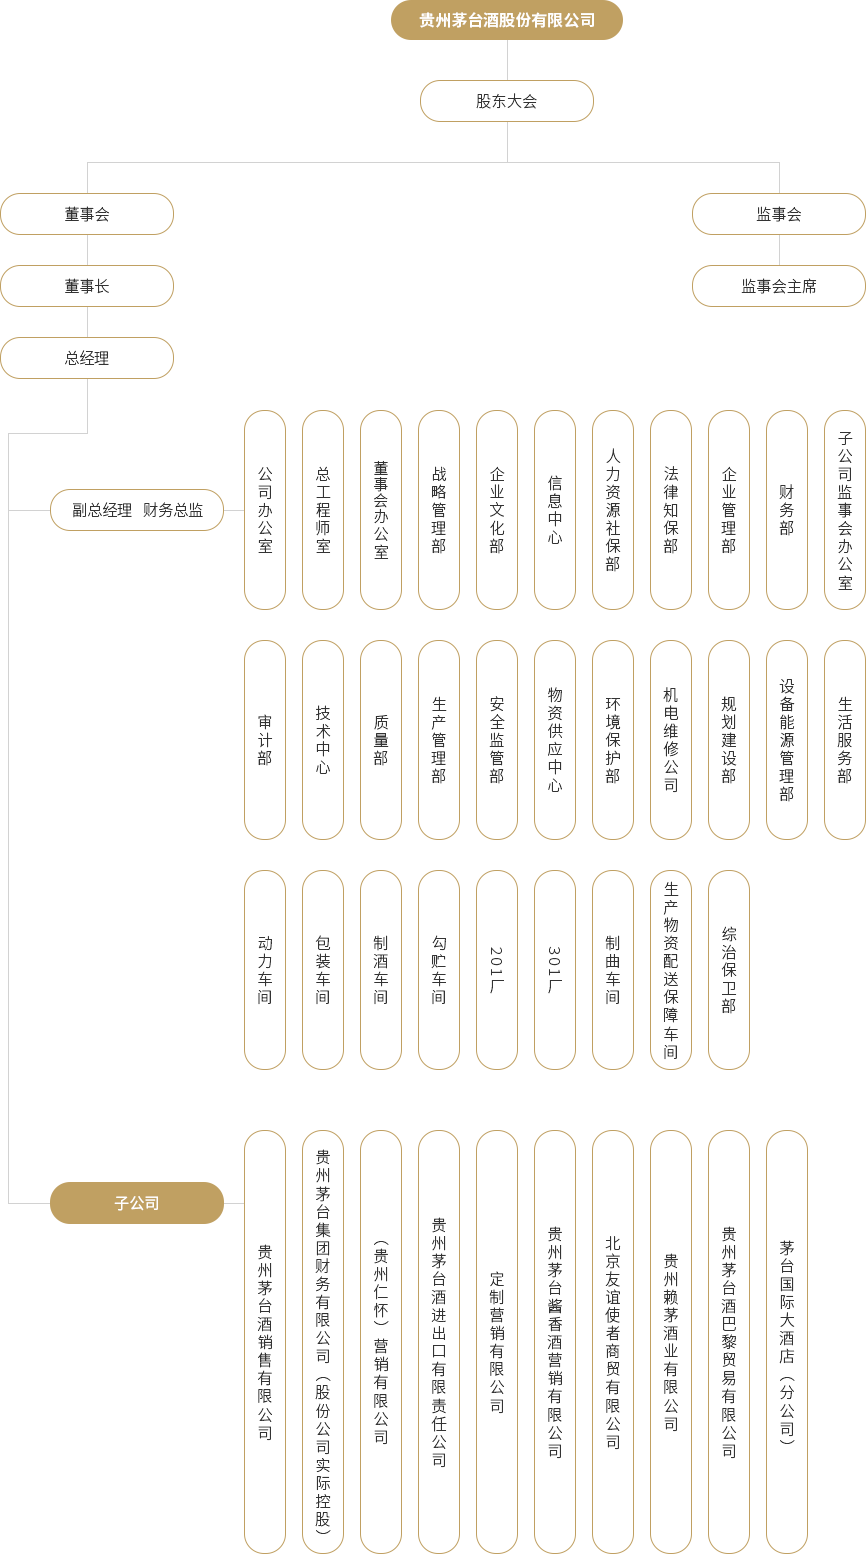 贵州茅台酒股份有限公司
股东大会
董事会
监事会
董事长
监事会主席
总经理
副总经理 财务总监
公司办公室
总工程师室
董事会办公室
战略管理部
企业文化部
信息中心
人力资源社保部
法律知保部
企业管理部
财务部
子公司监事会办公室
审计部
技术中心
质量部
生产管理部
安全监管部
物资供应中心
环境保护部
机电维修公司
规划建设部
设备能源管理部
生活服务部
动力车间
包装车间
制酒车间
勾贮车间
201厂
301厂
制曲车间
生产物资配送保障车间
综治保卫部
子公司
贵州茅台酒销售有限公司
贵州茅台集团财务有限公司（股份公司实际控股）
（贵州仁怀）营销有限公司
贵州茅台酒进出口有限责任公司
定制营销有限公司
贵州茅台酱香酒营销有限公司
北京友谊使者商贸有限公司
贵州赖茅酒业有限公司
贵州茅台酒巴黎贸易有限公司
茅台国际大酒店（分公司）